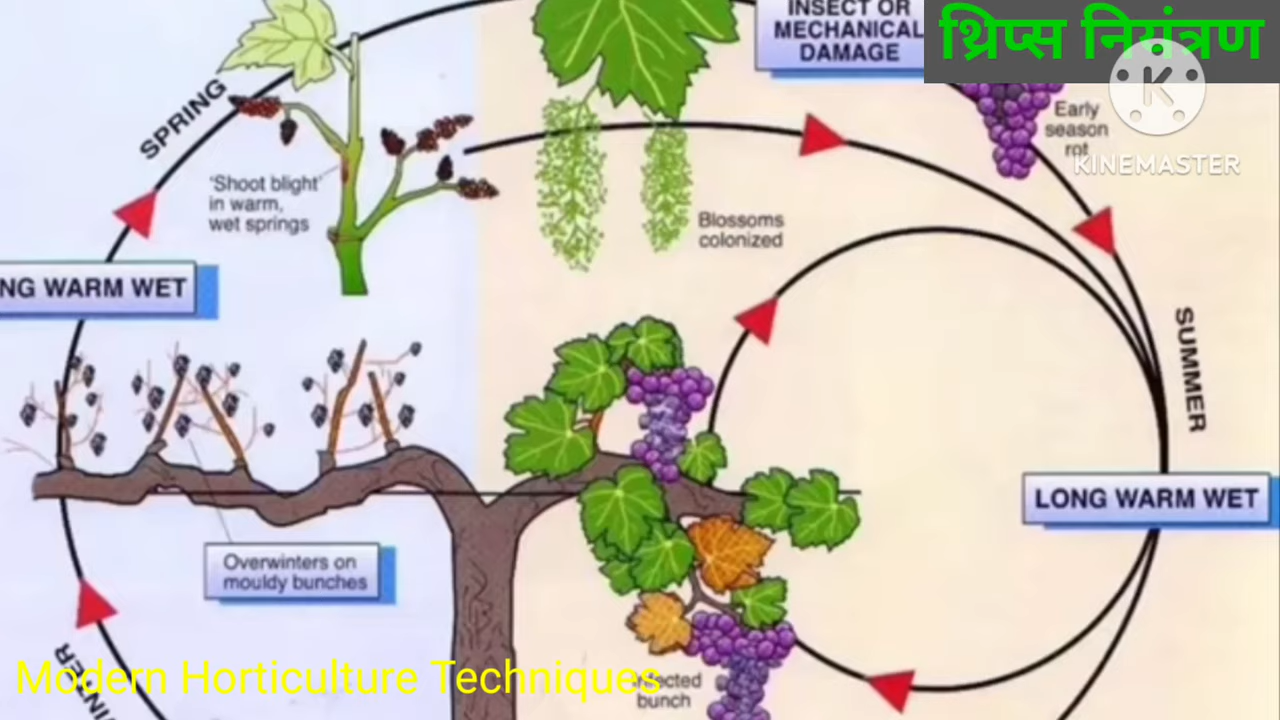 INSECT OR
MECHANICAL
DAMAGE
थ्रिप्स नियंत्रण
K
KINEMASTER
Early
season
rot
SPRING
'Shoot blight'
in warm,
wet springs
Blossoms
colonized
NG WARM WET
SUMMER
LONG WARM WET
Overwinters on
mouldy bunches
Modern Horticulture Techniques
bunch